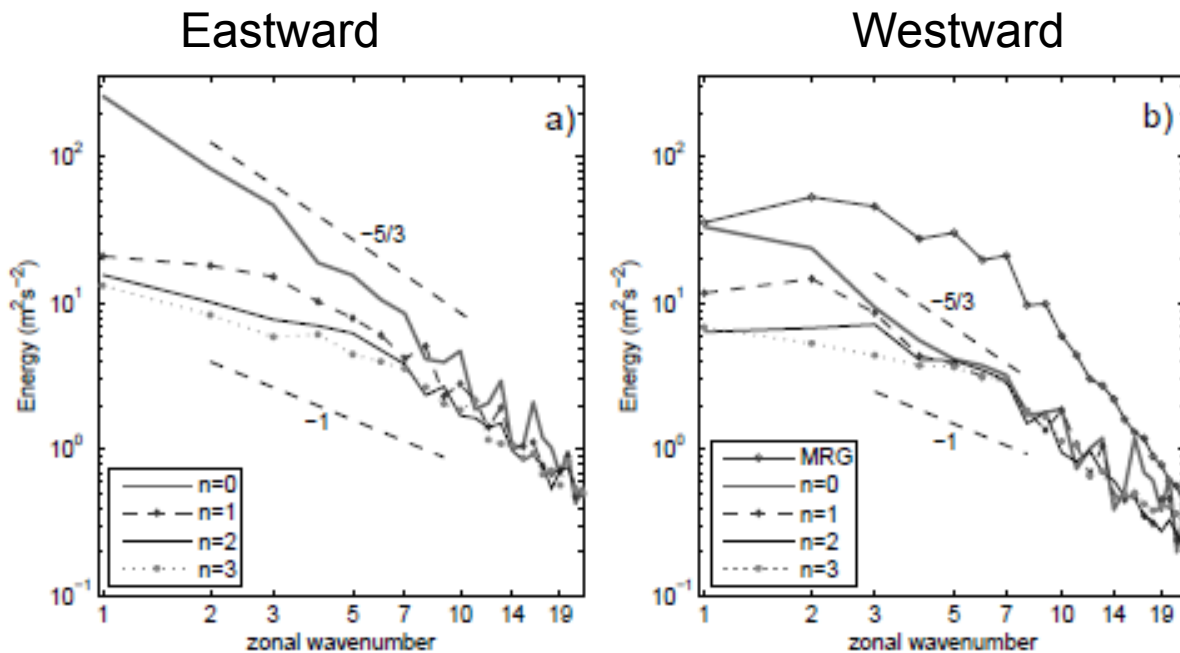 Eastward
Westward
a)
10²
10¹
10⁰
10⁻¹
Energy (m²s⁻²)
−5/3
−1
n=0
n=1
n=2
n=3
1 2 3 5 7 10 14 19
zonal wavenumber
b)
10²
10¹
10⁰
10⁻¹
Energy (m²s⁻²)
−5/3
−1
MRG
n=0
n=1
n=2
n=3
1 2 3 5 7 10 14 19
zonal wavenumber